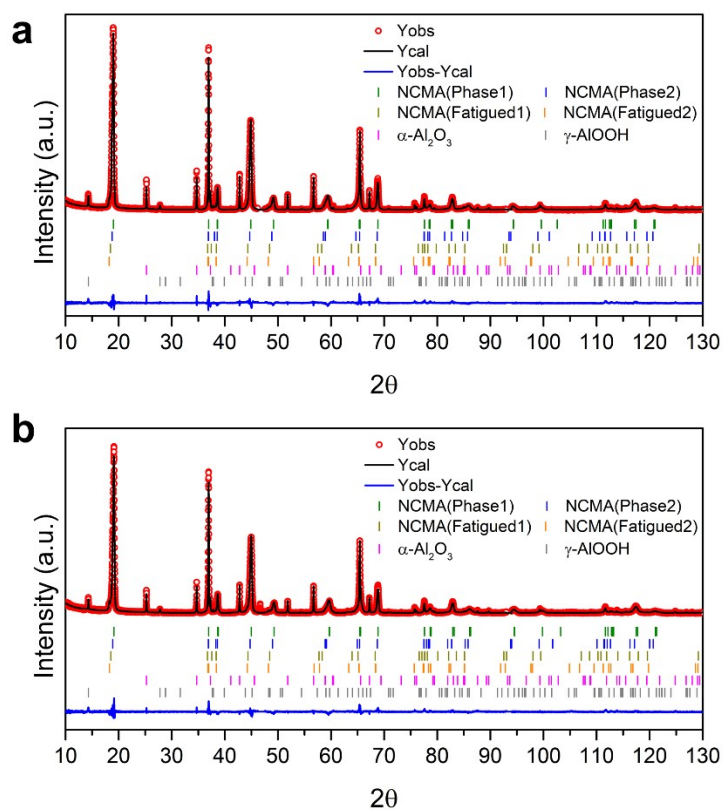 a
Intensity (a.u.)
Yobs
Ycal
Yobs-Ycal
NCMA(Phase1) NCMA(Phase2)
NCMA(Fatigued1) NCMA(Fatigued2)
α-Al₂O₃ γ-AlOOH
10 20 30 40 50 60 70 80 90 100 110 120 130
2θ
b
Intensity (a.u.)
Yobs
Ycal
Yobs-Ycal
NCMA(Phase1) NCMA(Phase2)
NCMA(Fatigued1) NCMA(Fatigued2)
α-Al₂O₃ γ-AlOOH
10 20 30 40 50 60 70 80 90 100 110 120 130
2θ